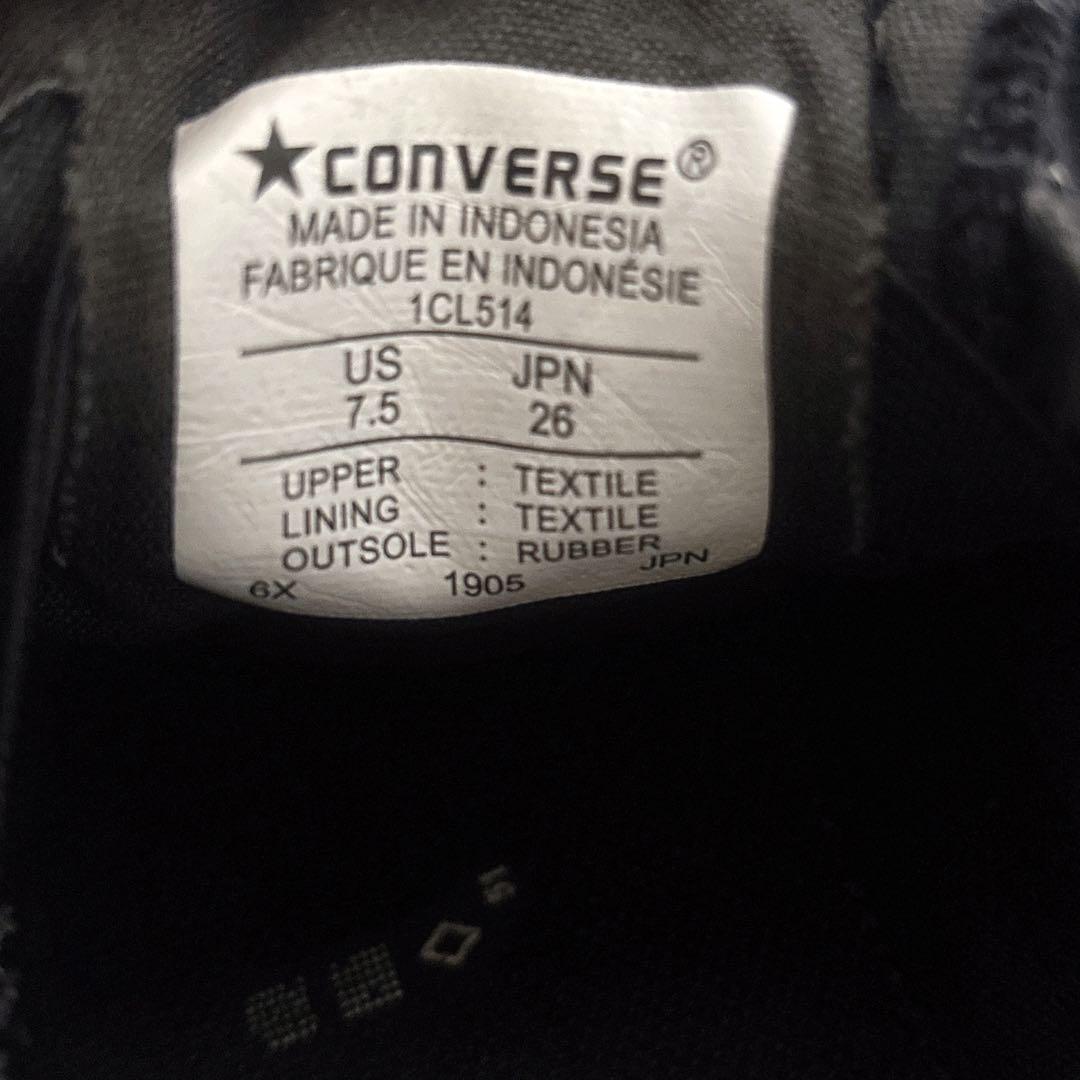 ★CONVERSE®
MADE IN INDONESIA
FABRIQUE EN INDONÉSIE
1CL514
US JPN
7.5 26
UPPER : TEXTILE
LINING : TEXTILE
OUTSOLE : RUBBER
JPN
6X 1905